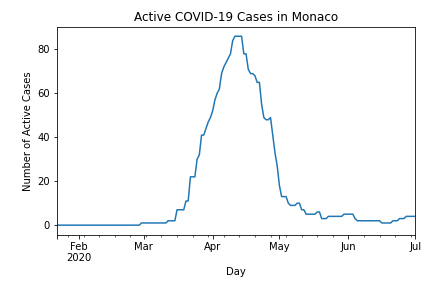 Active COVID-19 Cases in Monaco
Number of Active Cases
80
60
40
20
0
Feb Mar Apr May Jun Jul
2020
Day